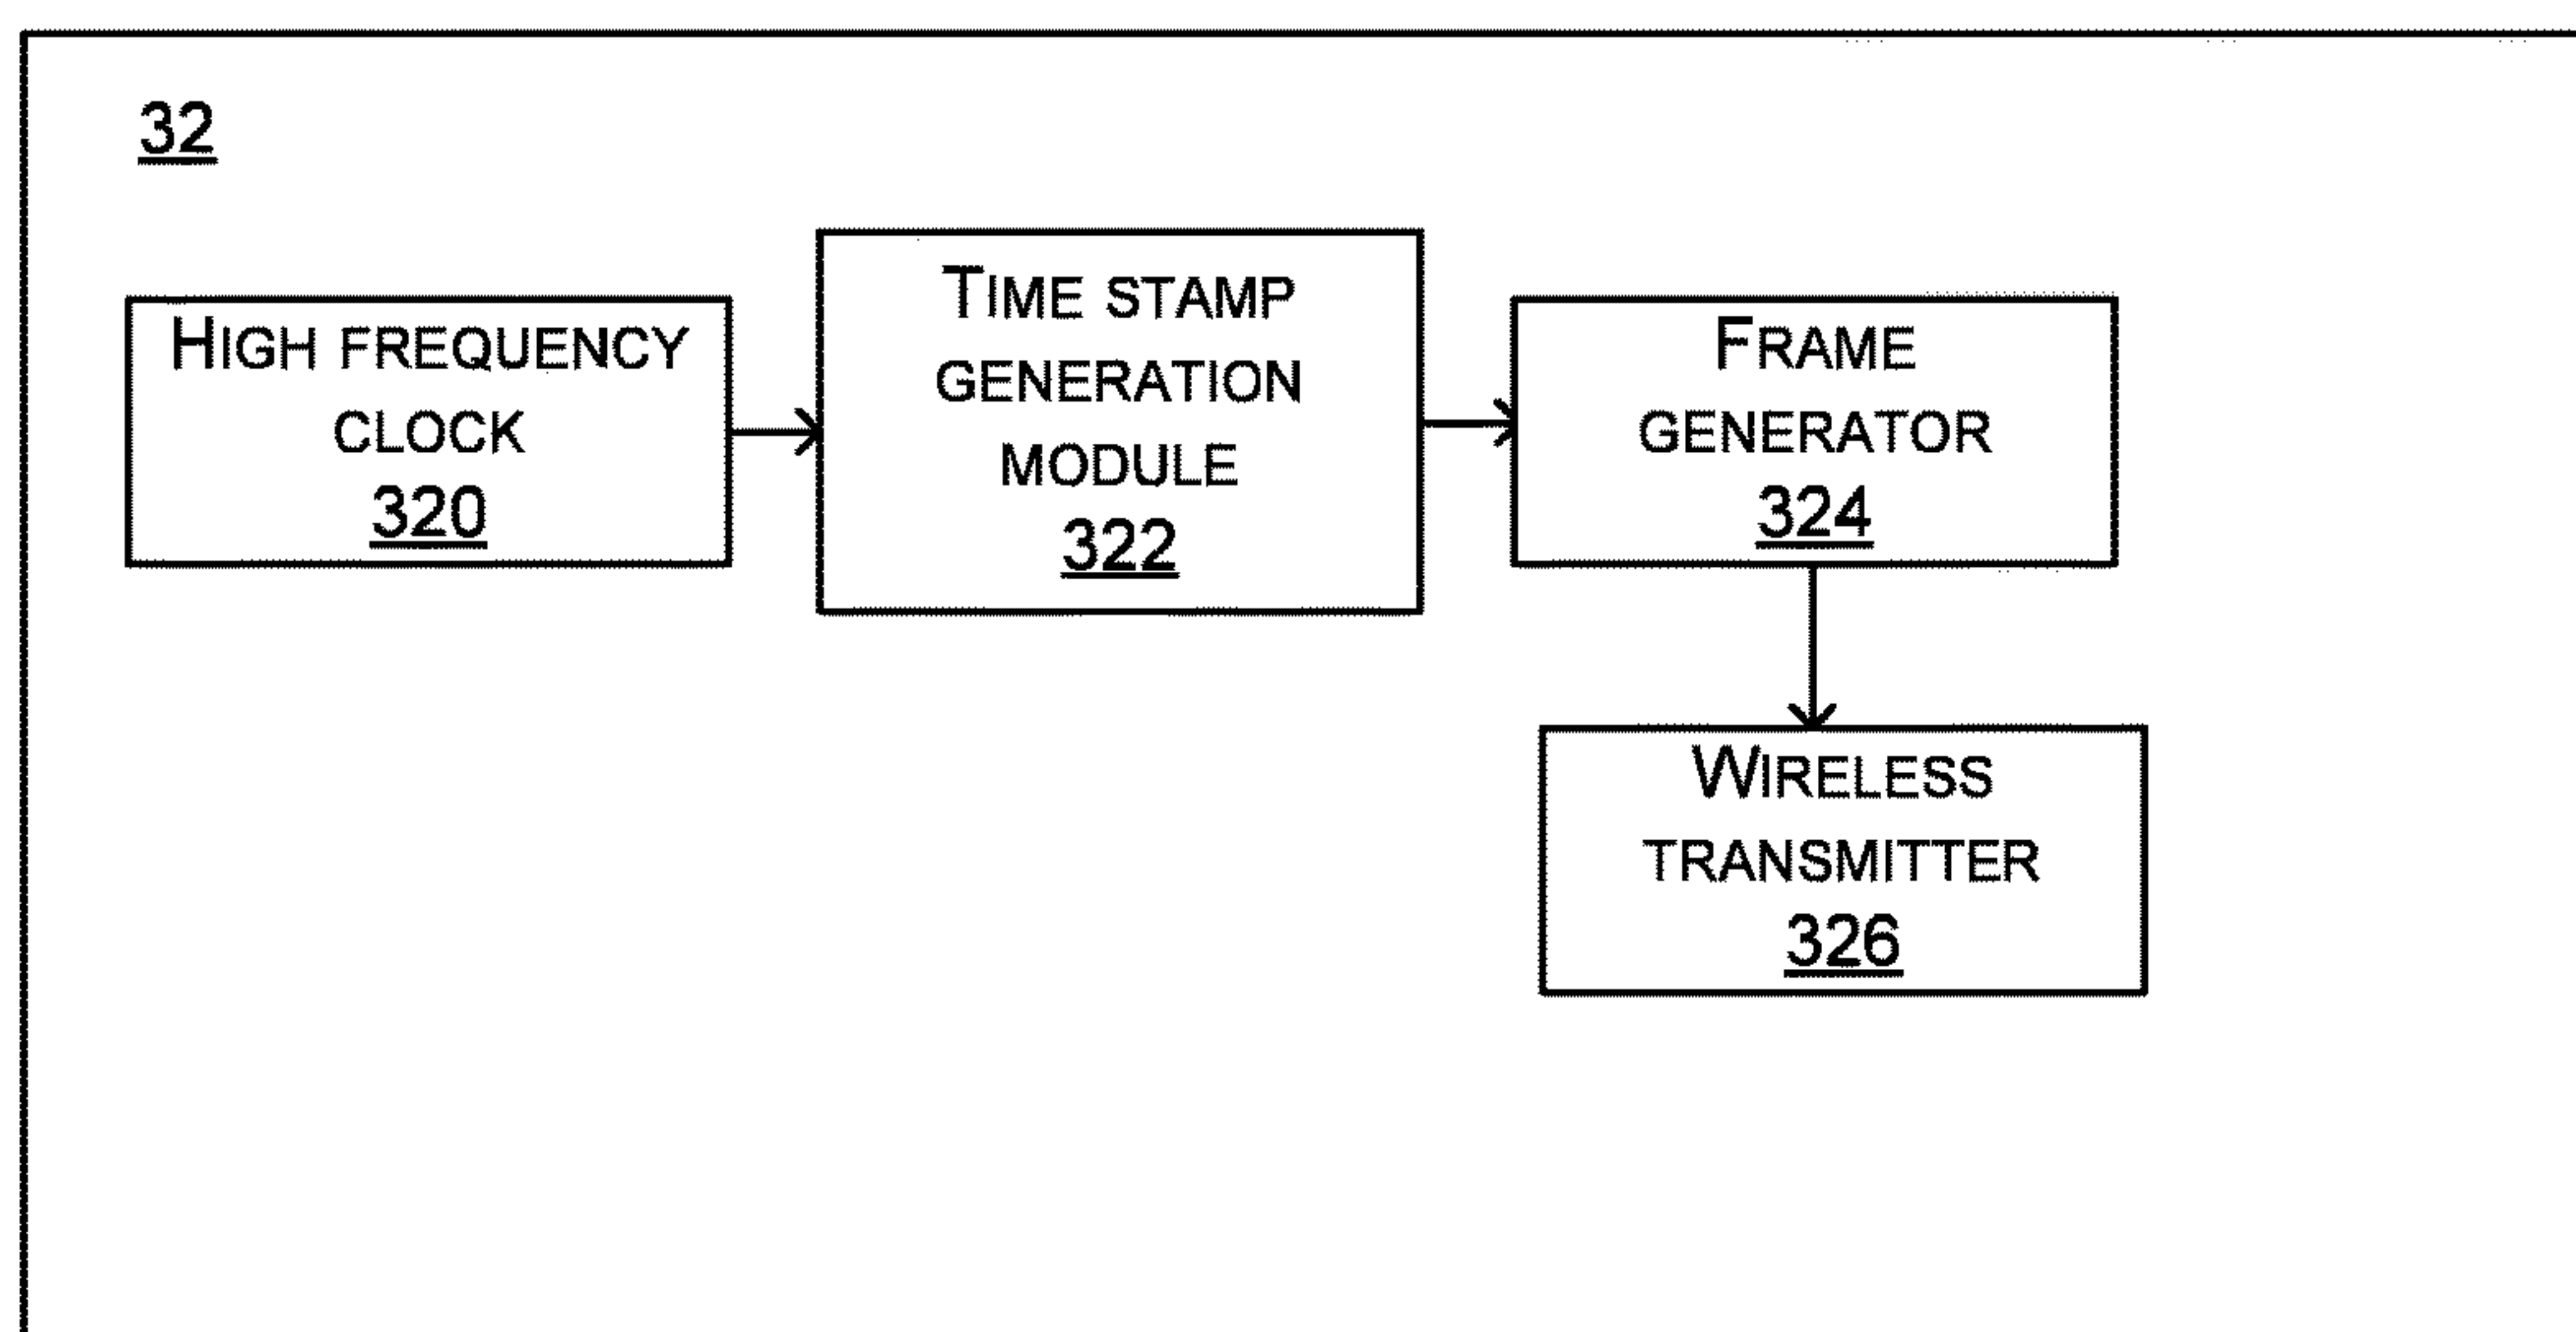 32
HIGH FREQUENCY
CLOCK
320
TIME STAMP
GENERATION
MODULE
322
FRAME
GENERATOR
324
WIRELESS
TRANSMITTER
326